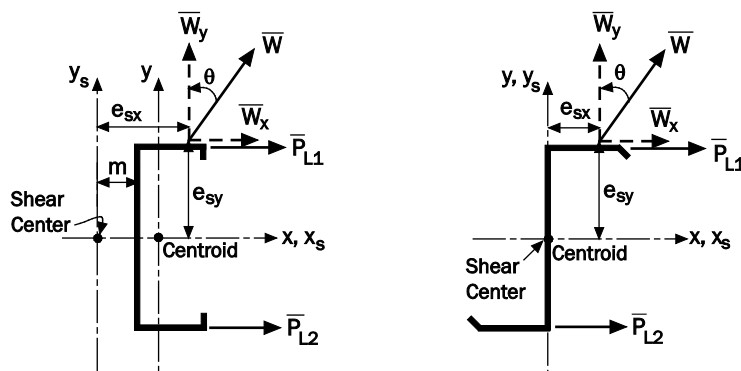 W̅y
W̅
ys
y
θ
esx
W̅x
P̅L1
m
esy
Shear
Center
x, xs
Centroid
P̅L2
W̅y
W̅
y, ys
θ
esx
W̅x
P̅L1
esy
x, xs
Centroid
Shear
Center
P̅L2